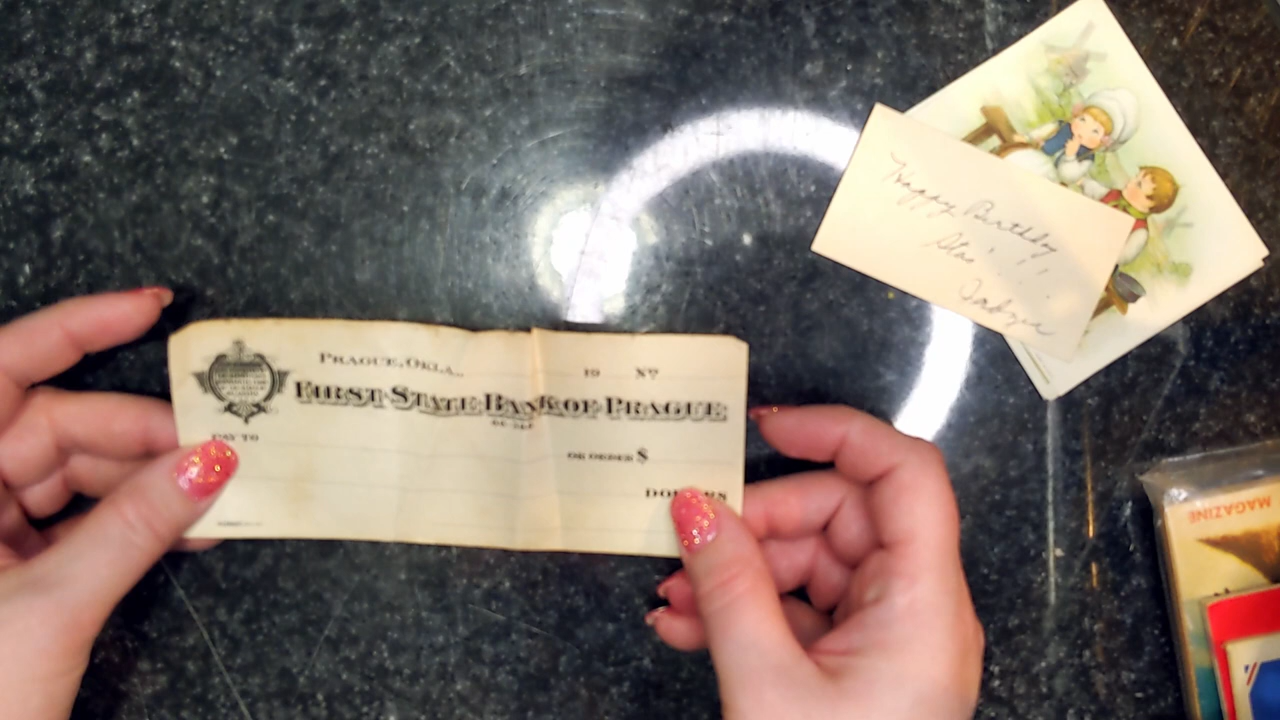 PRAGUE, OKLA.,
19 Nº
FIRST STATE BANK OF PRAGUE
PAY TO
OR ORDER $
DOLLARS
Happy Birthday
MAGAZINE